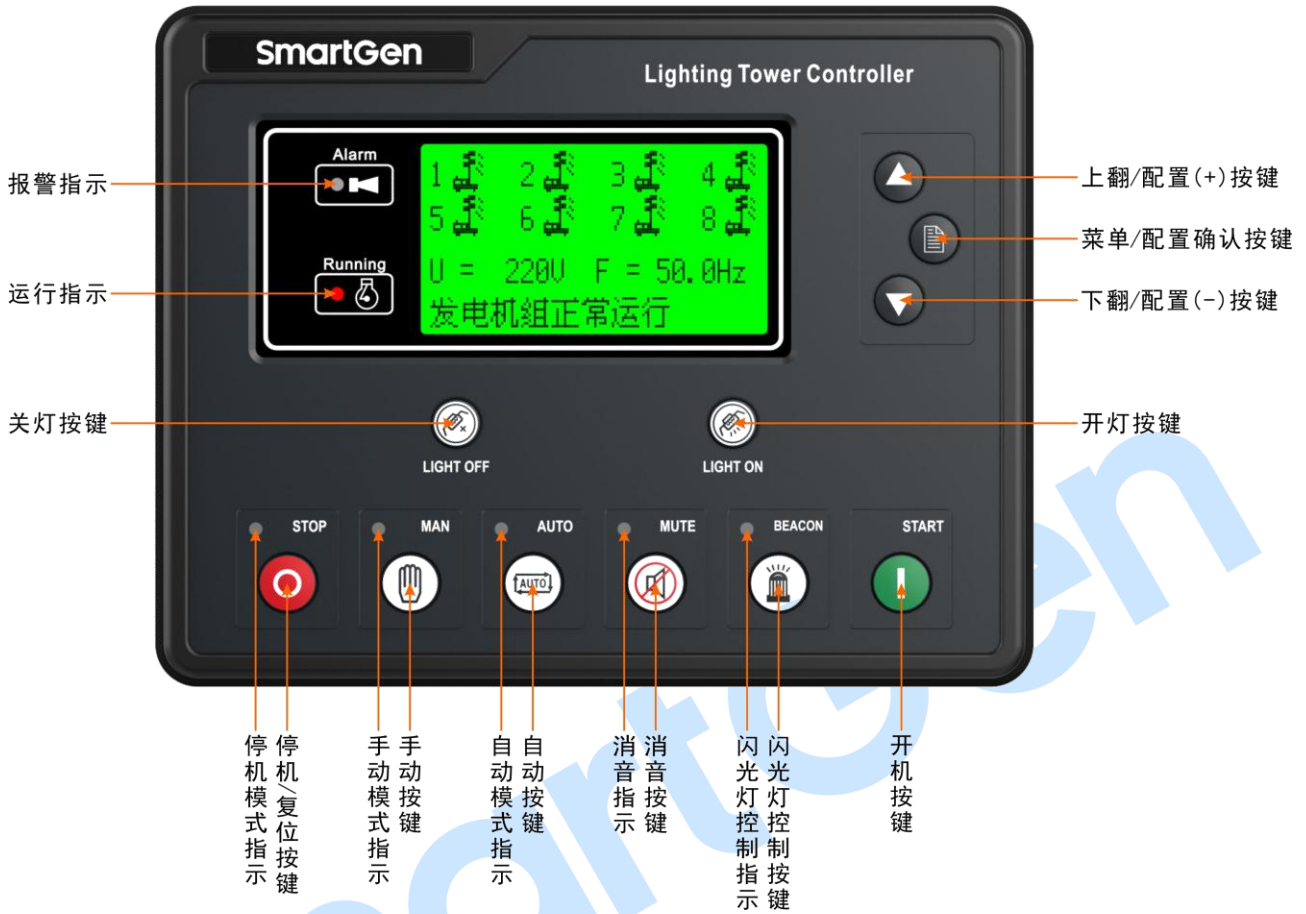 SmartGen
Lighting Tower Controller
Alarm
1 2 3 4
5 6 7 8
Running
U = 220V F = 50.0Hz
发电机组正常运行
报警指示
运行指示
关灯按键
上翻/配置(+)按键
菜单/配置确认按键
下翻/配置(-)按键
开灯按键
LIGHT OFF
LIGHT ON
STOP
MAN
AUTO
MUTE
BEACON
START
AUTO
停机模式指示
停机/复位按键
手动模式指示
手动按键
自动模式指示
自动按键
消音指示
消音按键
闪光灯控制指示
闪光灯控制按键
开机按键
SmartGen